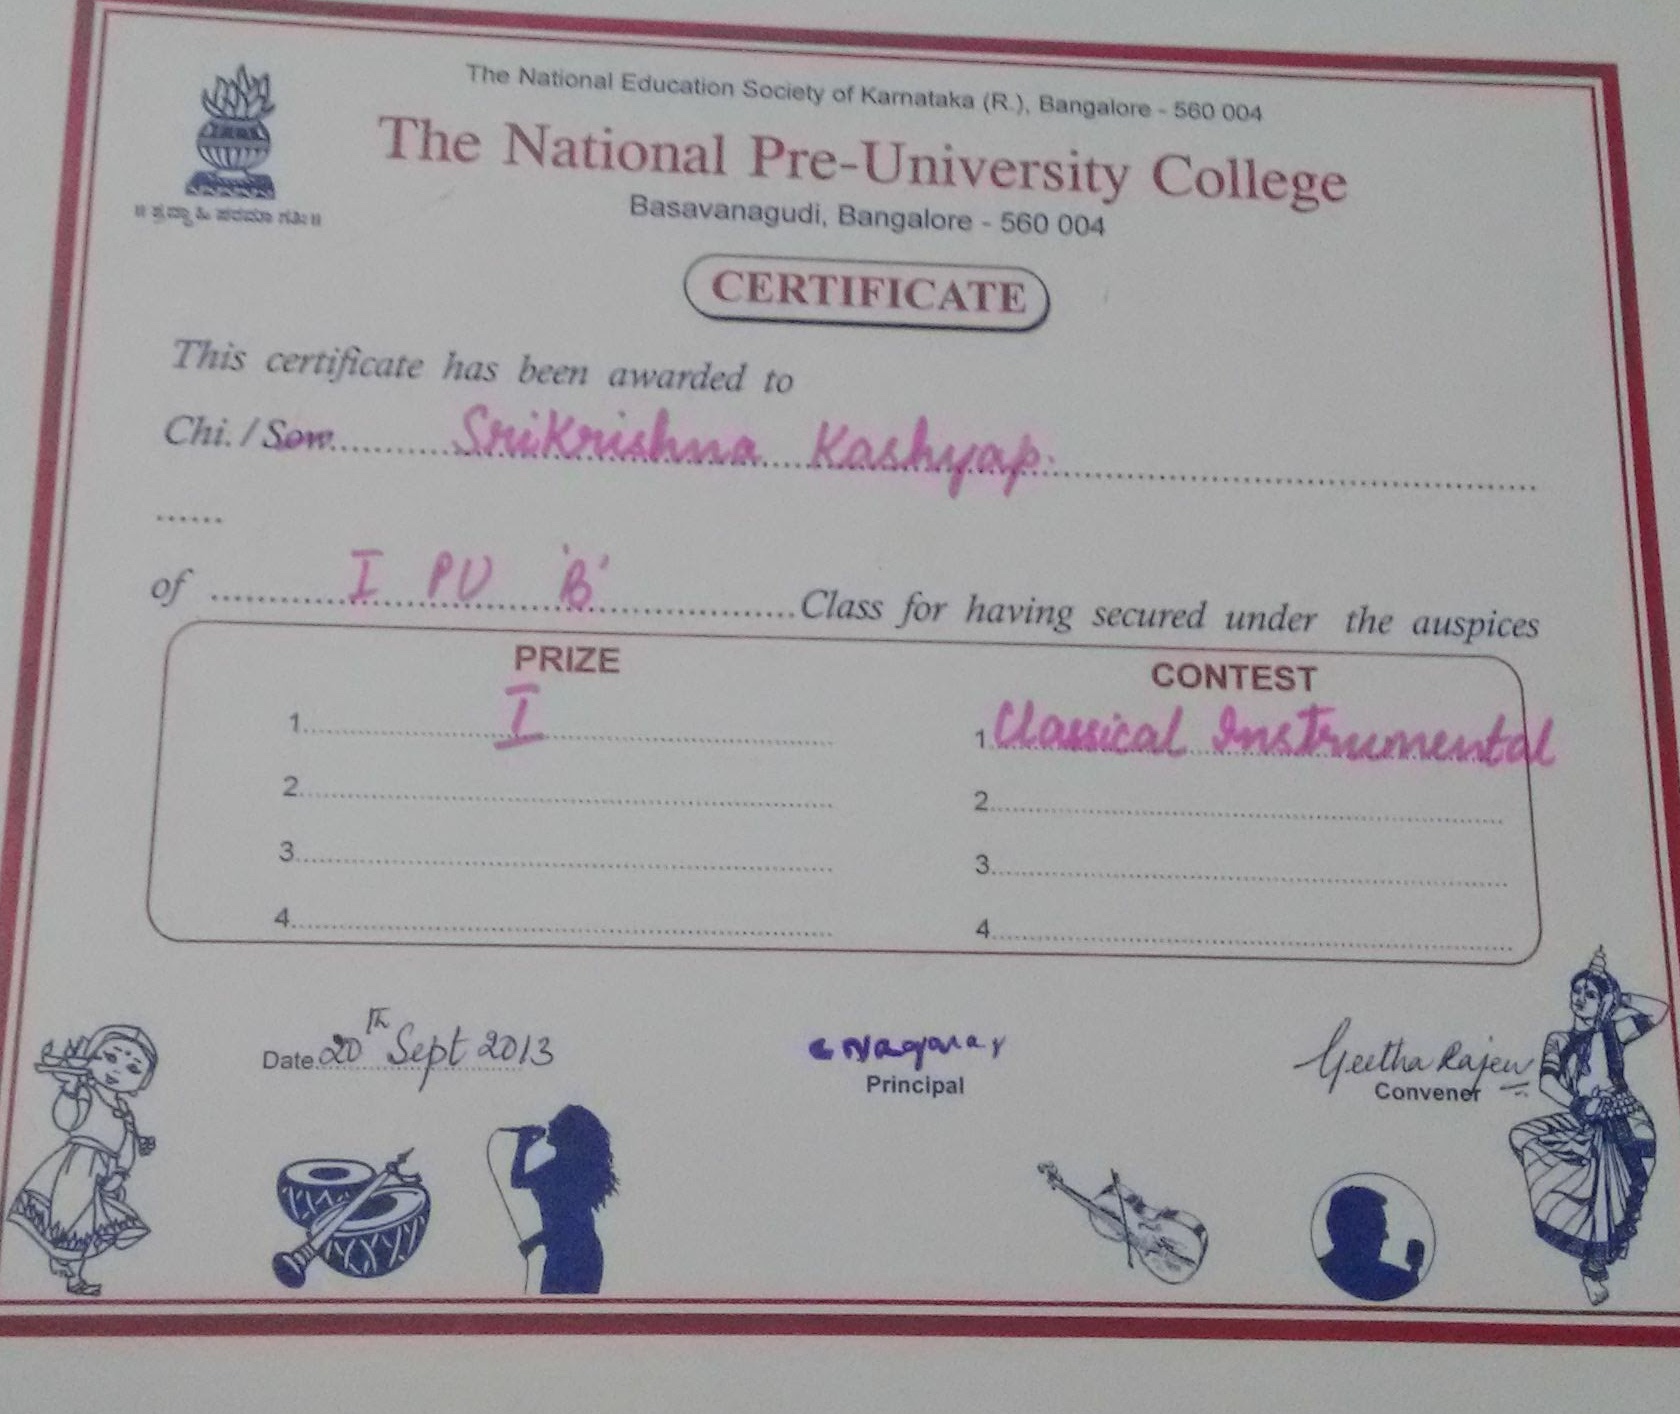 The National Education Society of Karnataka (R.), Bangalore - 560 004
The National Pre-University College
Basavanagudi, Bangalore - 560 004
CERTIFICATE
This certificate has been awarded to
Chi. / Sow. SriKrishna Kashyap.
of I PU 'B' Class for having secured under the auspices
PRIZE CONTEST
1. I 1. Classical Instrumental
2. 2.
3. 3.
4. 4.
Date. 20th Sept 2013
Principal
Geetha Rajeev
Convener